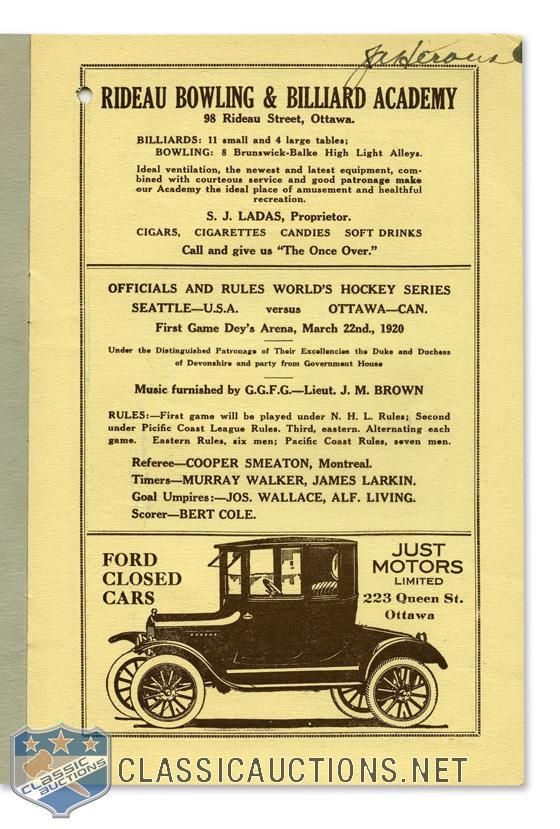 RIDEAU BOWLING & BILLIARD ACADEMY
98 Rideau Street, Ottawa.
BILLIARDS: 11 small and 4 large tables;
BOWLING: 8 Brunswick-Balke High Light Alleys.
Ideal ventilation, the newest and latest equipment, com-
bined with courteous service and good patronage make
our Academy the ideal place of amusement and healthful
recreation.
S. J. LADAS, Proprietor.
CIGARS, CIGARETTES CANDIES SOFT DRINKS
Call and give us "The Once Over."
OFFICIALS AND RULES WORLD'S HOCKEY SERIES
SEATTLE—U.S.A. versus OTTAWA—CAN.
First Game Dey's Arena, March 22nd., 1920
Under the Distinguished Patronage of Their Excellencies the Duke and Duchess
of Devonshire and party from Government House
Music furnished by G.G.F.G.—Lieut. J. M. BROWN
RULES:—First game will be played under N. H. L. Rules; Second
under Picific Coast League Rules. Third, eastern. Alternating each
game. Eastern Rules, six men; Pacific Coast Rules, seven men.
Referee—COOPER SMEATON, Montreal.
Timers—MURRAY WALKER, JAMES LARKIN.
Goal Umpires:—JOS. WALLACE, ALF. LIVING.
Scorer—BERT COLE.
FORD
CLOSED
CARS
JUST
MOTORS
LIMITED
223 Queen St.
Ottawa
CLASSIC
AUCTIONS
CLASSICAUCTIONS.NET